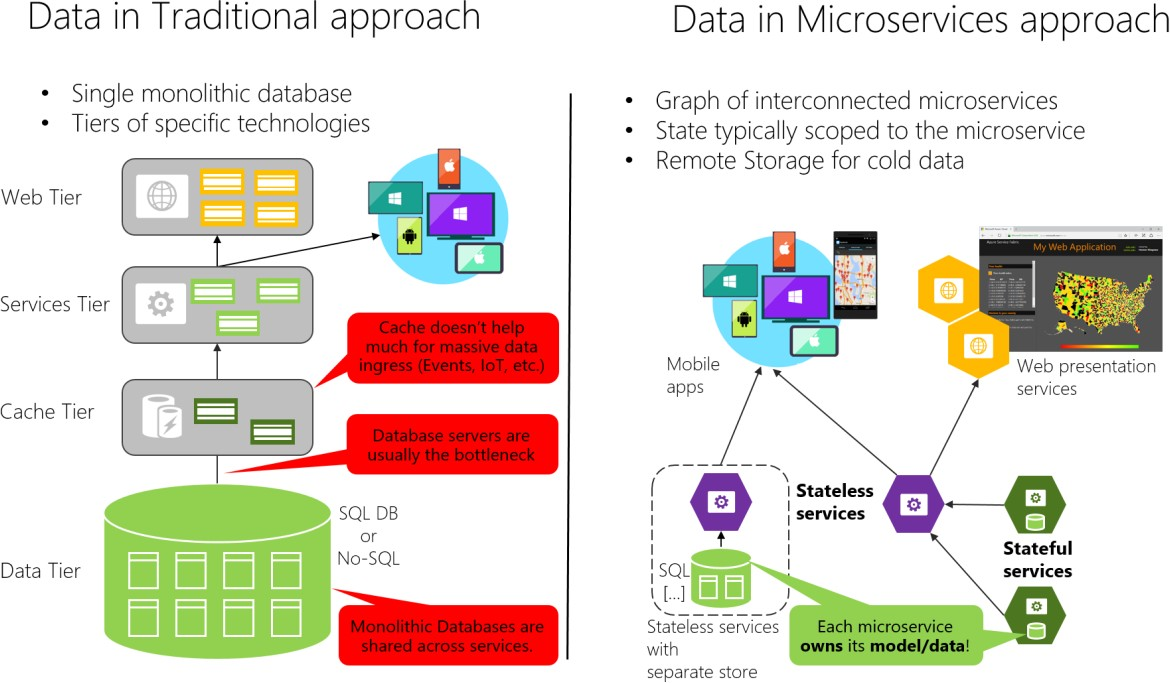 Data in Traditional approach
• Single monolithic database
• Tiers of specific technologies
Web Tier
Services Tier
Cache doesn't help
much for massive data
ingress (Events, IoT, etc.)
Cache Tier
Database servers are
usually the bottleneck
SQL DB
or
No-SQL
Data Tier
Monolithic Databases are
shared across services.
Data in Microservices approach
• Graph of interconnected microservices
• State typically scoped to the microservice
• Remote Storage for cold data
My Web Application
Mobile
apps
Web presentation
services
Stateless
services
Stateful
services
SQL
[...]
Stateless services
with
separate store
Each microservice
owns its model/data!